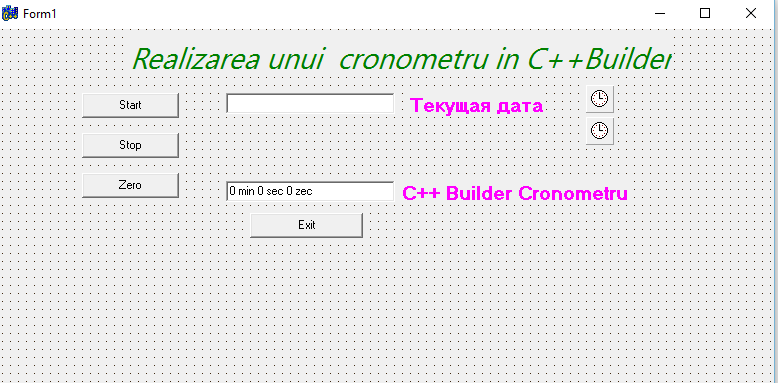 Form1
Realizarea unui cronometru in C++Builder
Start
Текущая дата
Stop
Zero
0 min 0 sec 0 zec
C++ Builder Cronometru
Exit